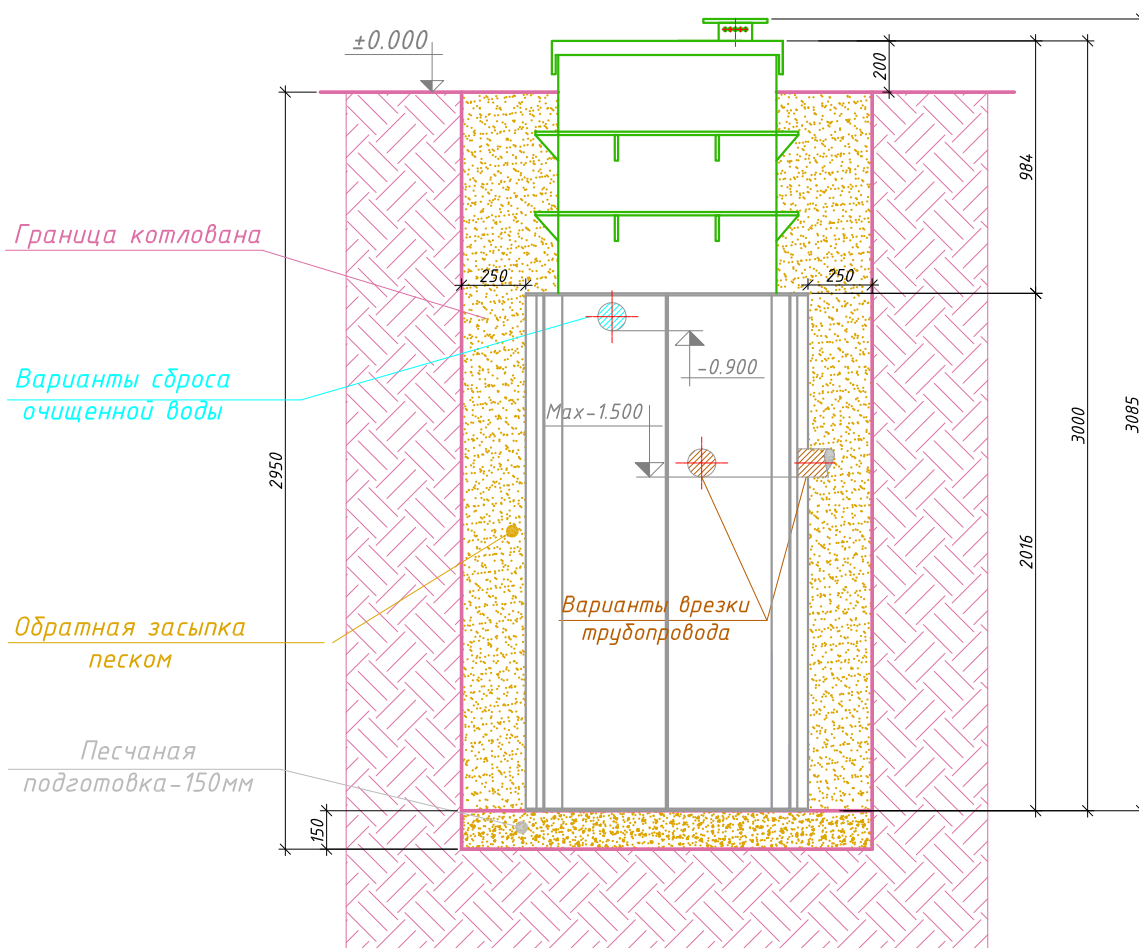 ±0.000
200
984
Граница котлована
250
250
Варианты сброса
очищенной воды
-0.900
Max-1.500
3085
3000
2950
2016
Варианты врезки
трубопровода
Обратная засыпка
песком
Песчаная
подготовка-150мм
150